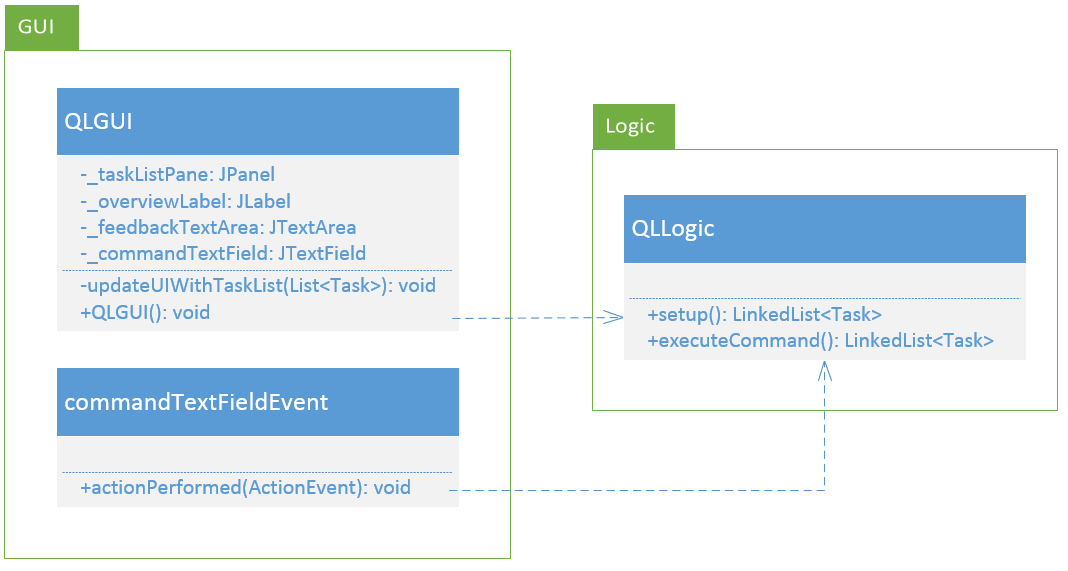 GUI
QLGUI
-_taskListPane: JPanel
-_overviewLabel: JLabel
-_feedbackTextArea: JTextArea
-_commandTextField: JTextField
-updateUIWithTaskList(List<Task>): void
+QLGUI(): void
commandTextFieldEvent
+actionPerformed(ActionEvent): void
Logic
QLLogic
+setup(): LinkedList<Task>
+executeCommand(): LinkedList<Task>